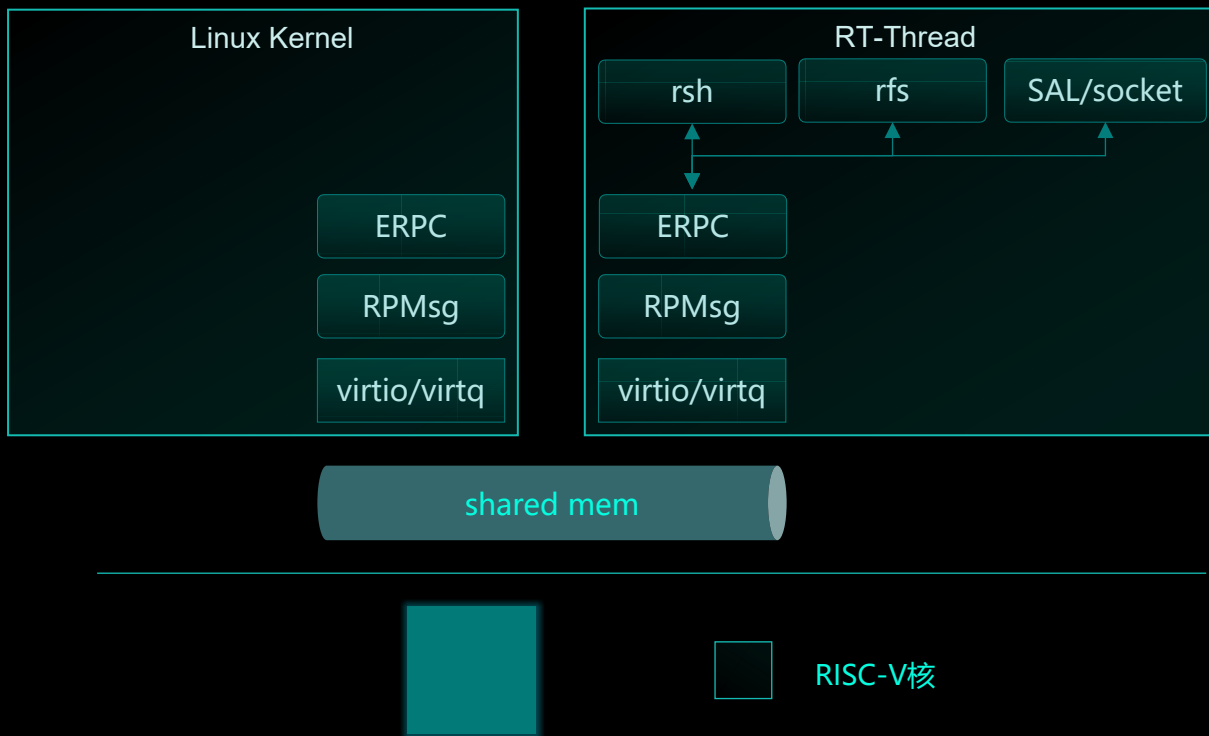 Linux Kernel
RT-Thread
rsh
rfs
SAL/socket
ERPC
ERPC
RPMsg
RPMsg
virtio/virtq
virtio/virtq
shared mem
RISC-V核